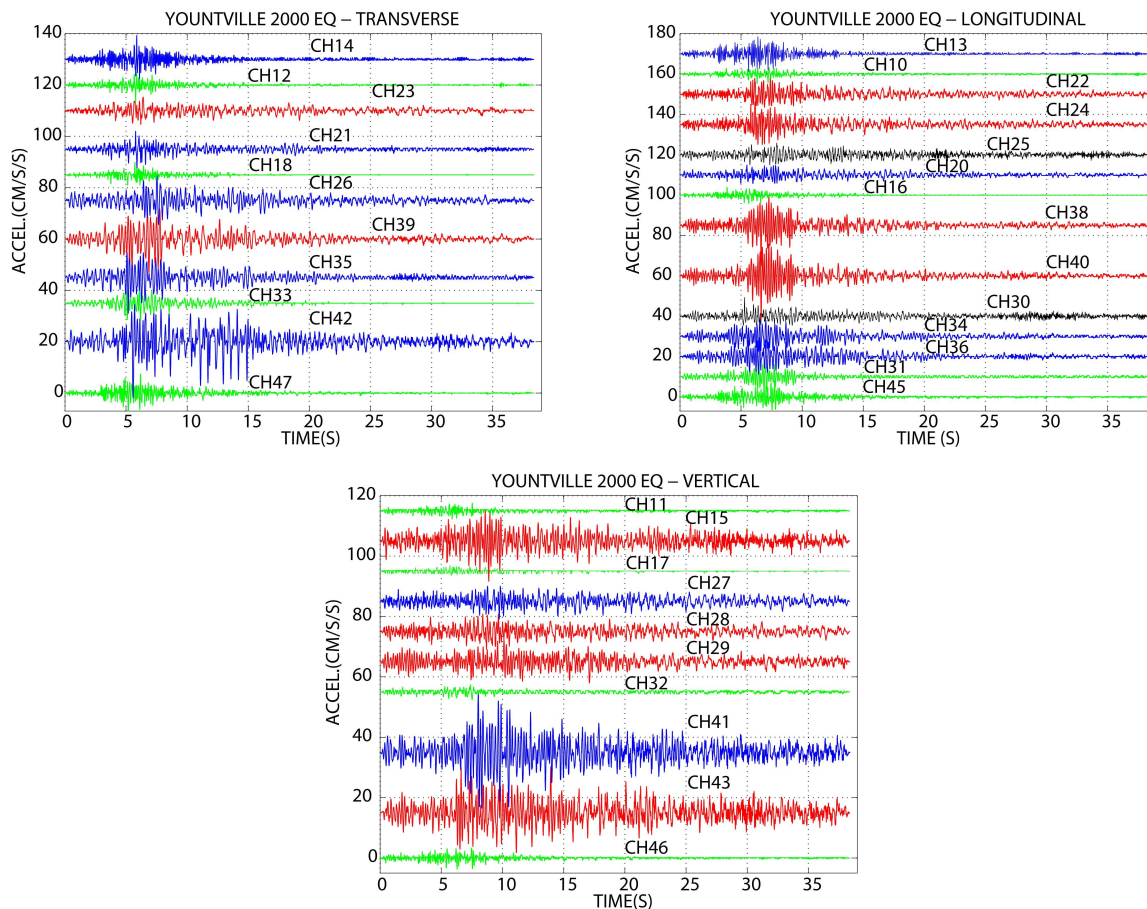 YOUNTVILLE 2000 EQ – TRANSVERSE
ACCEL.(CM/S/S)
140
120
100
80
60
40
20
0
CH14
CH12
CH23
CH21
CH18
CH26
CH39
CH35
CH33
CH42
CH47
0 5 10 15 20 25 30 35
TIME(S)
YOUNTVILLE 2000 EQ – LONGITUDINAL
ACCEL.(CM/S/S)
180
160
140
120
100
80
60
40
20
0
CH13
CH10
CH22
CH24
CH25
CH20
CH16
CH38
CH40
CH30
CH34
CH36
CH31
CH45
0 5 10 15 20 25 30 35
TIME (S)
YOUNTVILLE 2000 EQ – VERTICAL
ACCEL.(CM/S/S)
120
100
80
60
40
20
0
CH11
CH15
CH17
CH27
CH28
CH29
CH32
CH41
CH43
CH46
0 5 10 15 20 25 30 35
TIME(S)